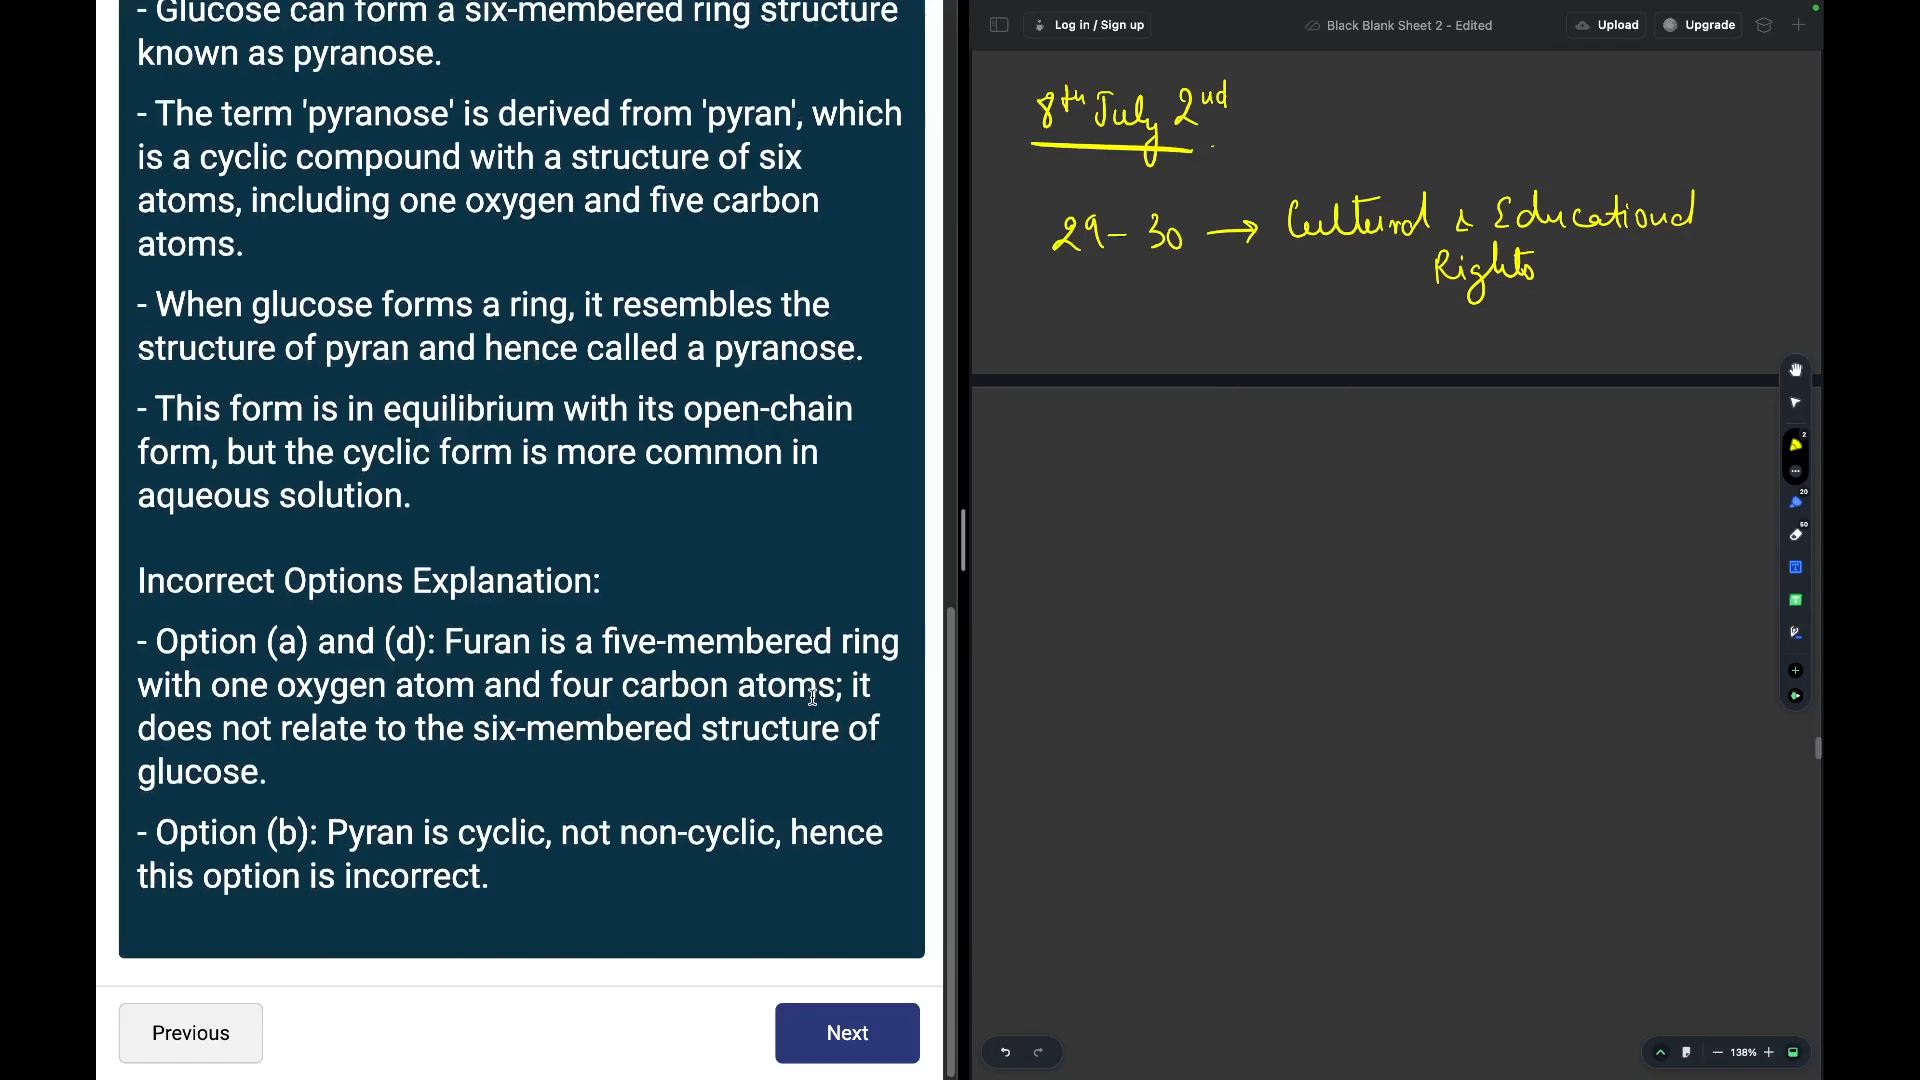 - Glucose can form a six-membered ring structure
known as pyranose.
- The term 'pyranose' is derived from 'pyran', which
is a cyclic compound with a structure of six
atoms, including one oxygen and five carbon
atoms.
- When glucose forms a ring, it resembles the
structure of pyran and hence called a pyranose.
- This form is in equilibrium with its open-chain
form, but the cyclic form is more common in
aqueous solution.
Incorrect Options Explanation:
- Option (a) and (d): Furan is a five-membered ring
with one oxygen atom and four carbon atoms; it
does not relate to the six-membered structure of
glucose.
- Option (b): Pyran is cyclic, not non-cyclic, hence
this option is incorrect.
Previous
Next
Log in / Sign up
Black Blank Sheet 2 - Edited
Upload
Upgrade
8th July 2nd
29 - 30 → Cultural & Educational
Rights
2
20
50
138%